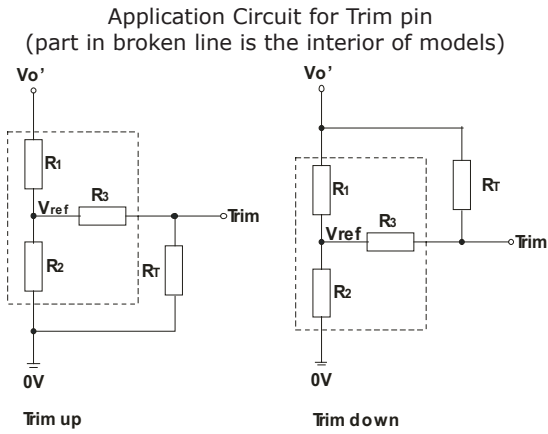 Application Circuit for Trim pin
(part in broken line is the interior of models)
Vo’
R1
Vref
R3
Trim
R2
RT
0V
Trim up
Vo’
R1
RT
R3
Vref
Trim
R2
0V
Trim down